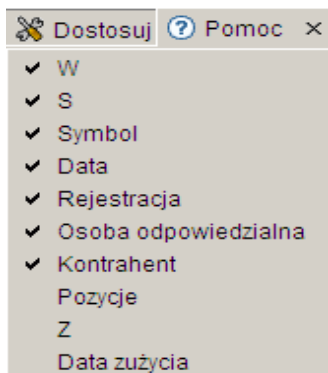 Dostosuj Pomoc
W
S
Symbol
Data
Rejestracja
Osoba odpowiedzialna
Kontrahent
Pozycje
Z
Data zużycia